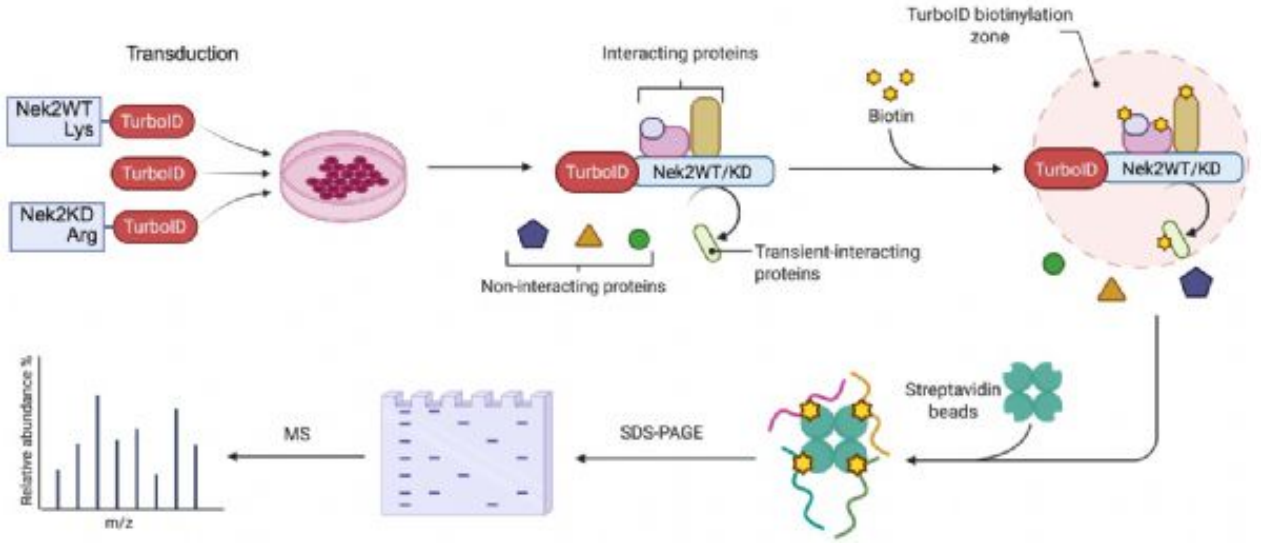 Transduction
Nek2WT
Lys
TurboID
TurboID
Nek2KD
Arg
TurboID
Interacting proteins
TurboID
Nek2WT/KD
Non-interacting proteins
Transient-interacting
proteins
Biotin
TurboID biotinylation
zone
TurboID
Nek2WT/KD
Streptavidin
beads
SDS-PAGE
MS
Relative abundance %
m/z